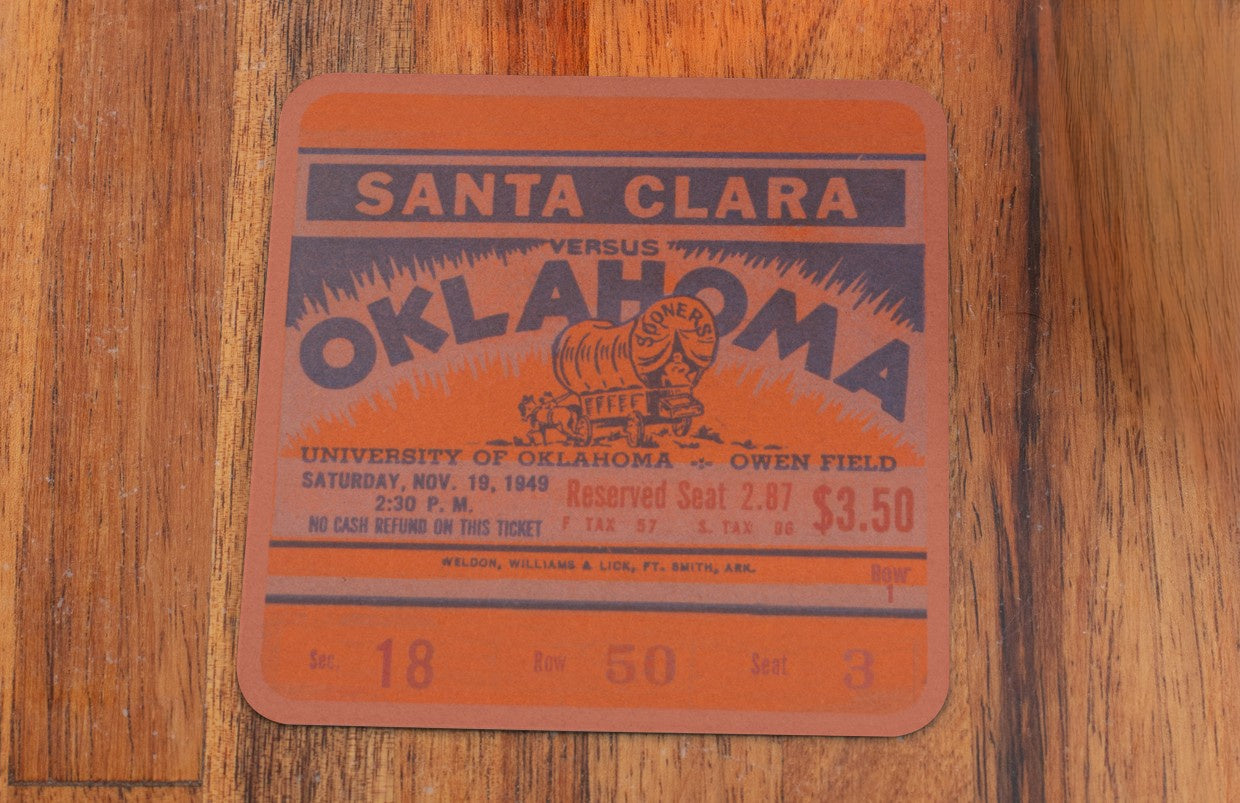 SANTA CLARA
VERSUS
OKLAHOMA
SOONERS
UNIVERSITY OF OKLAHOMA OWEN FIELD
SATURDAY, NOV. 19, 1949
2:30 P. M.
NO CASH REFUND ON THIS TICKET
Reserved Seat 2.87 $3.50
F TAX 57 S. TAX 06
WELDON, WILLIAMS & LICK, FT. SMITH, ARK.
Row
1
Sec. 18 Row 50 Seat 3